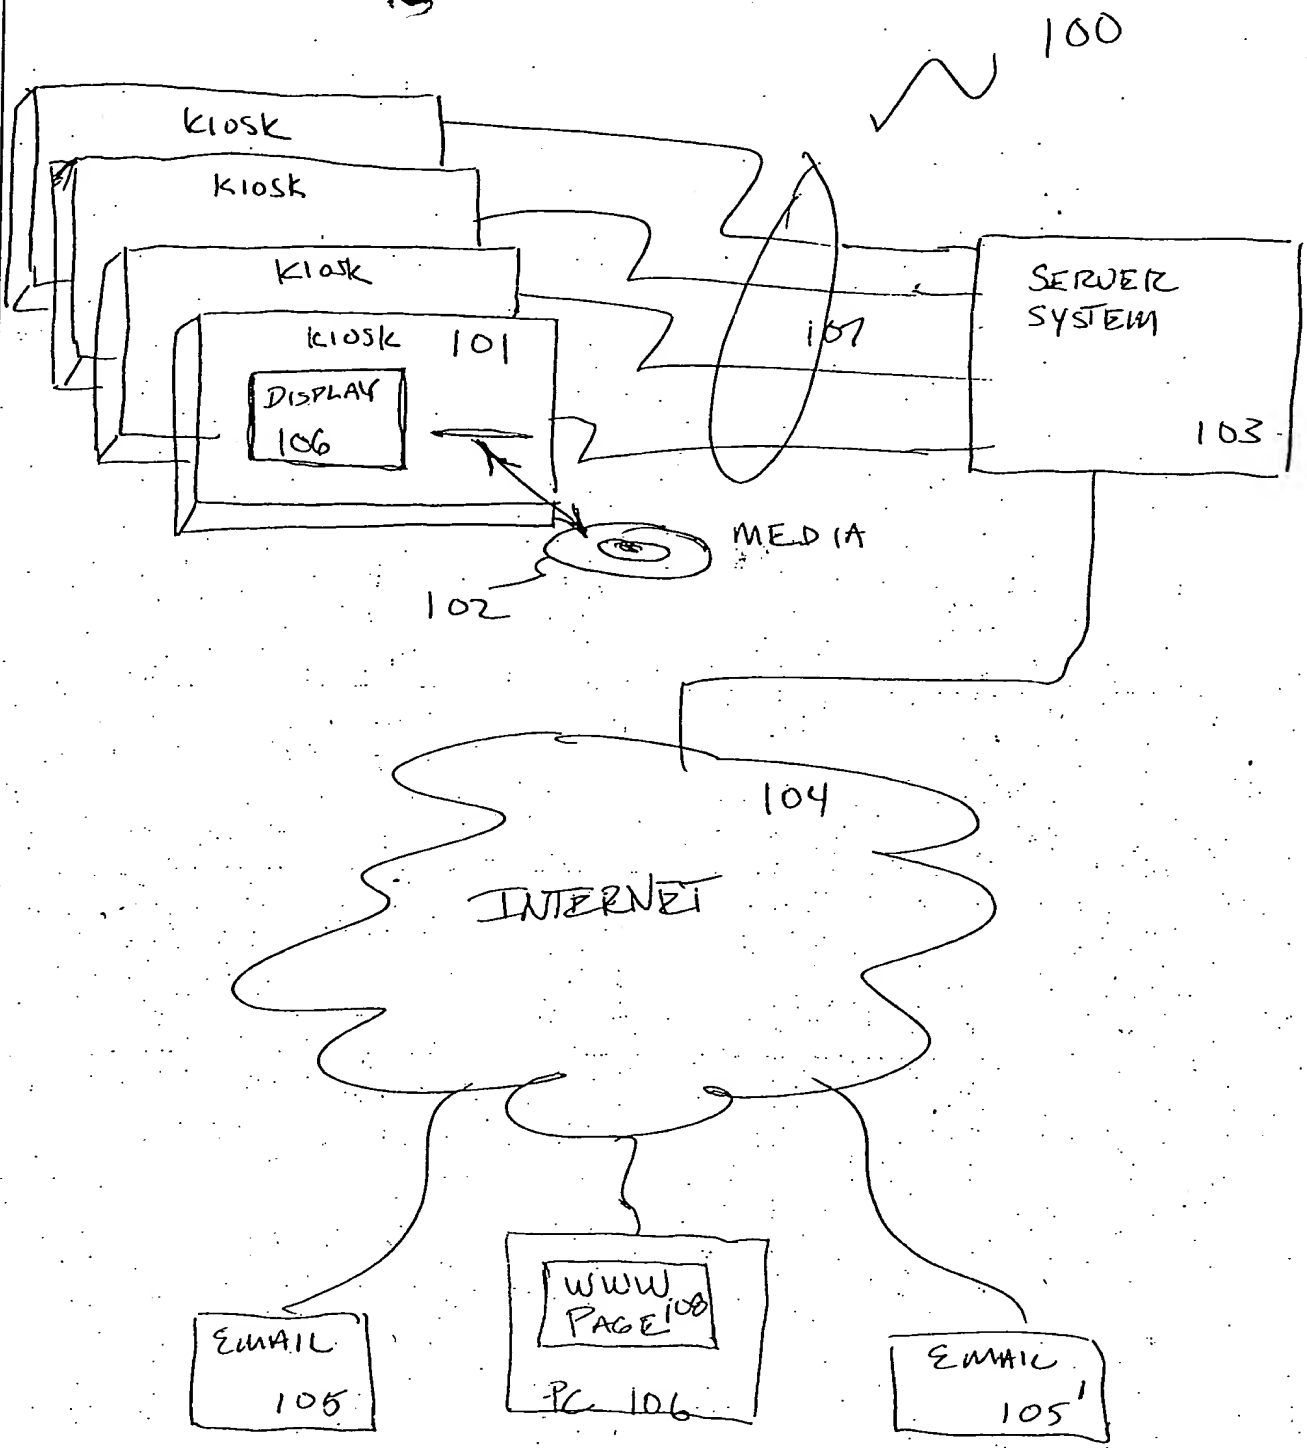 100
KIOSK
KIOSK
KIOSK
KIOSK 101
DISPLAY
106
107
SERVER
SYSTEM
103
MEDIA
102
104
INTERNET
WWW
PAGE 108
PC 106
EMAIL
105
EMAIL
105'